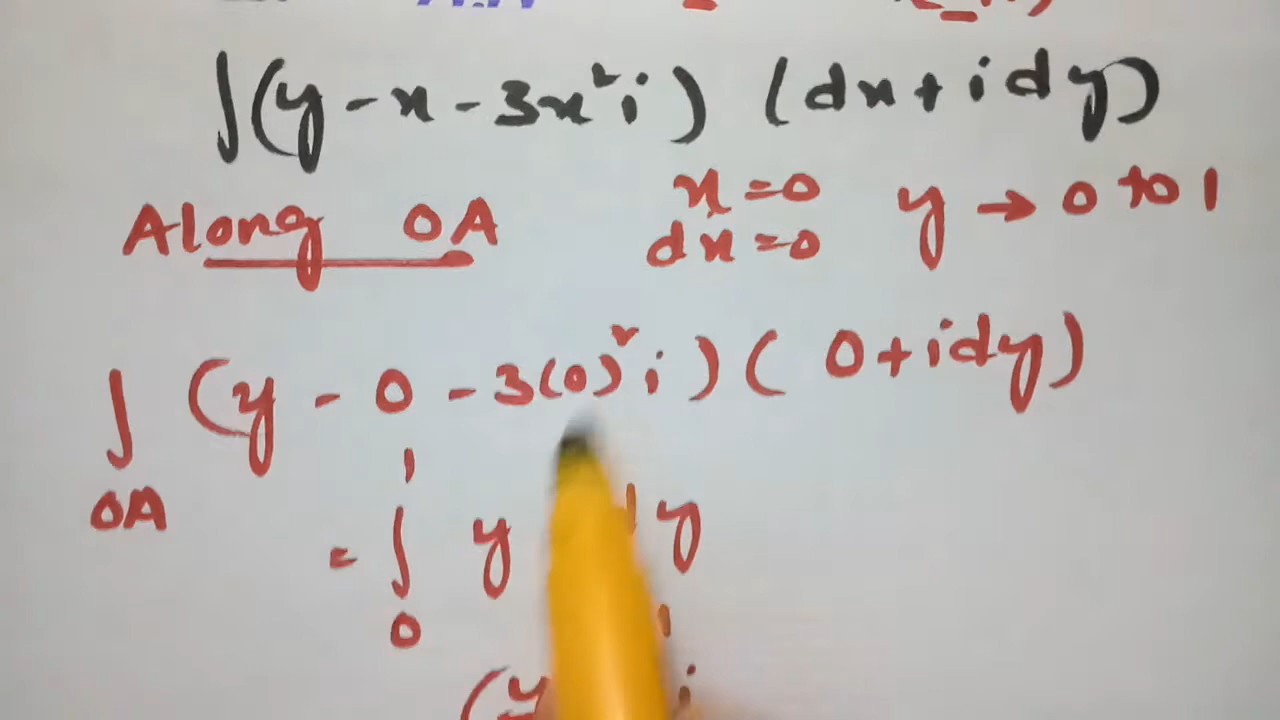 ∫(y - x - 3x²i) (dx + idy)
Along OA x = 0 y → 0 to 1
dx = 0
∫ (y - 0 - 3(0)²i) (0 + idy)
OA
1
= ∫ y dy
0
i